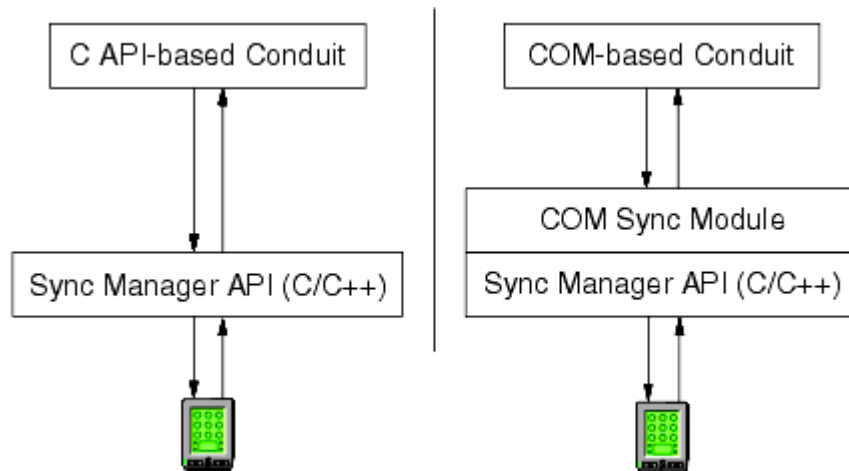 C API-based Conduit
Sync Manager API (C/C++)
COM-based Conduit
COM Sync Module
Sync Manager API (C/C++)